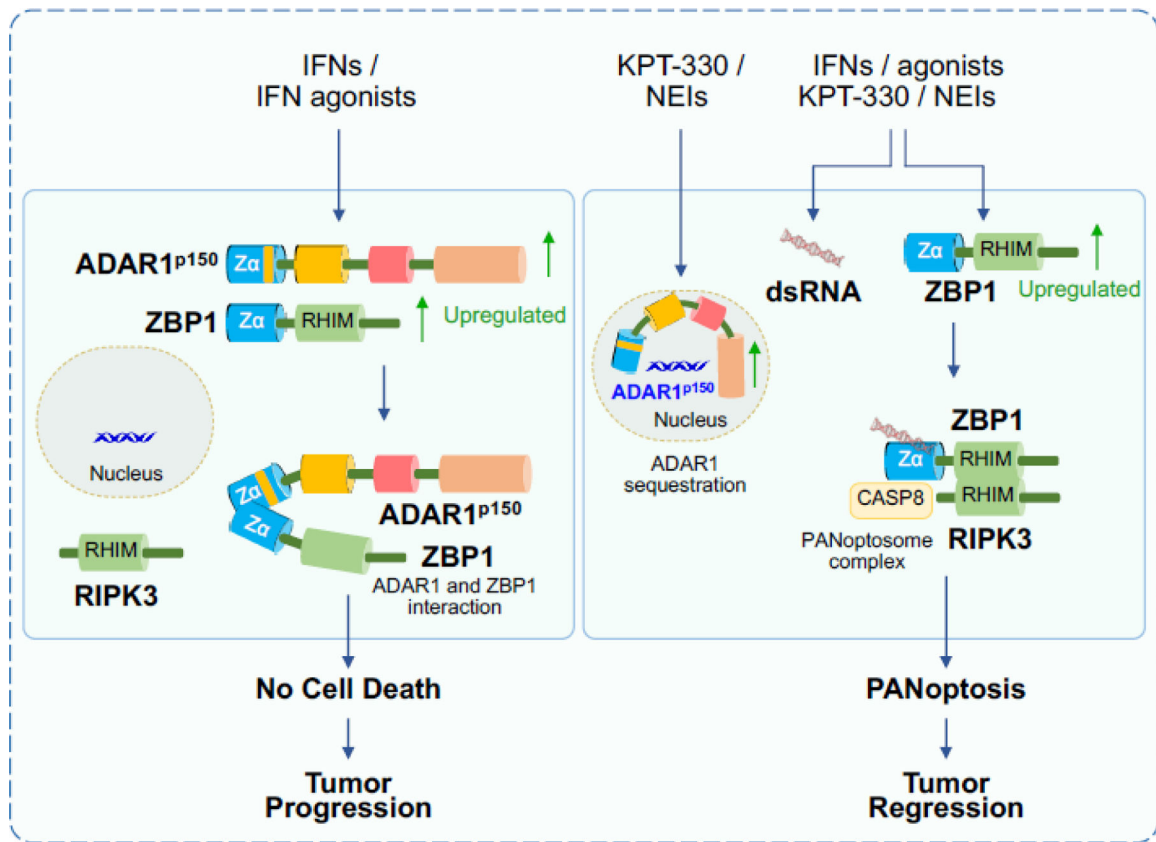 IFNs /
IFN agonists
ADAR1p150
Zα
ZBP1
Zα
RHIM
Upregulated
Nucleus
RHIM
RIPK3
Zα
Zα
ADAR1p150
ZBP1
ADAR1 and ZBP1
interaction
No Cell Death
Tumor
Progression
KPT-330 /
NEIs
IFNs / agonists
KPT-330 / NEIs
ADAR1p150
Nucleus
ADAR1
sequestration
dsRNA
Zα
RHIM
ZBP1
Upregulated
ZBP1
Zα
RHIM
CASP8
RHIM
PANoptosome
complex
RIPK3
PANoptosis
Tumor
Regression